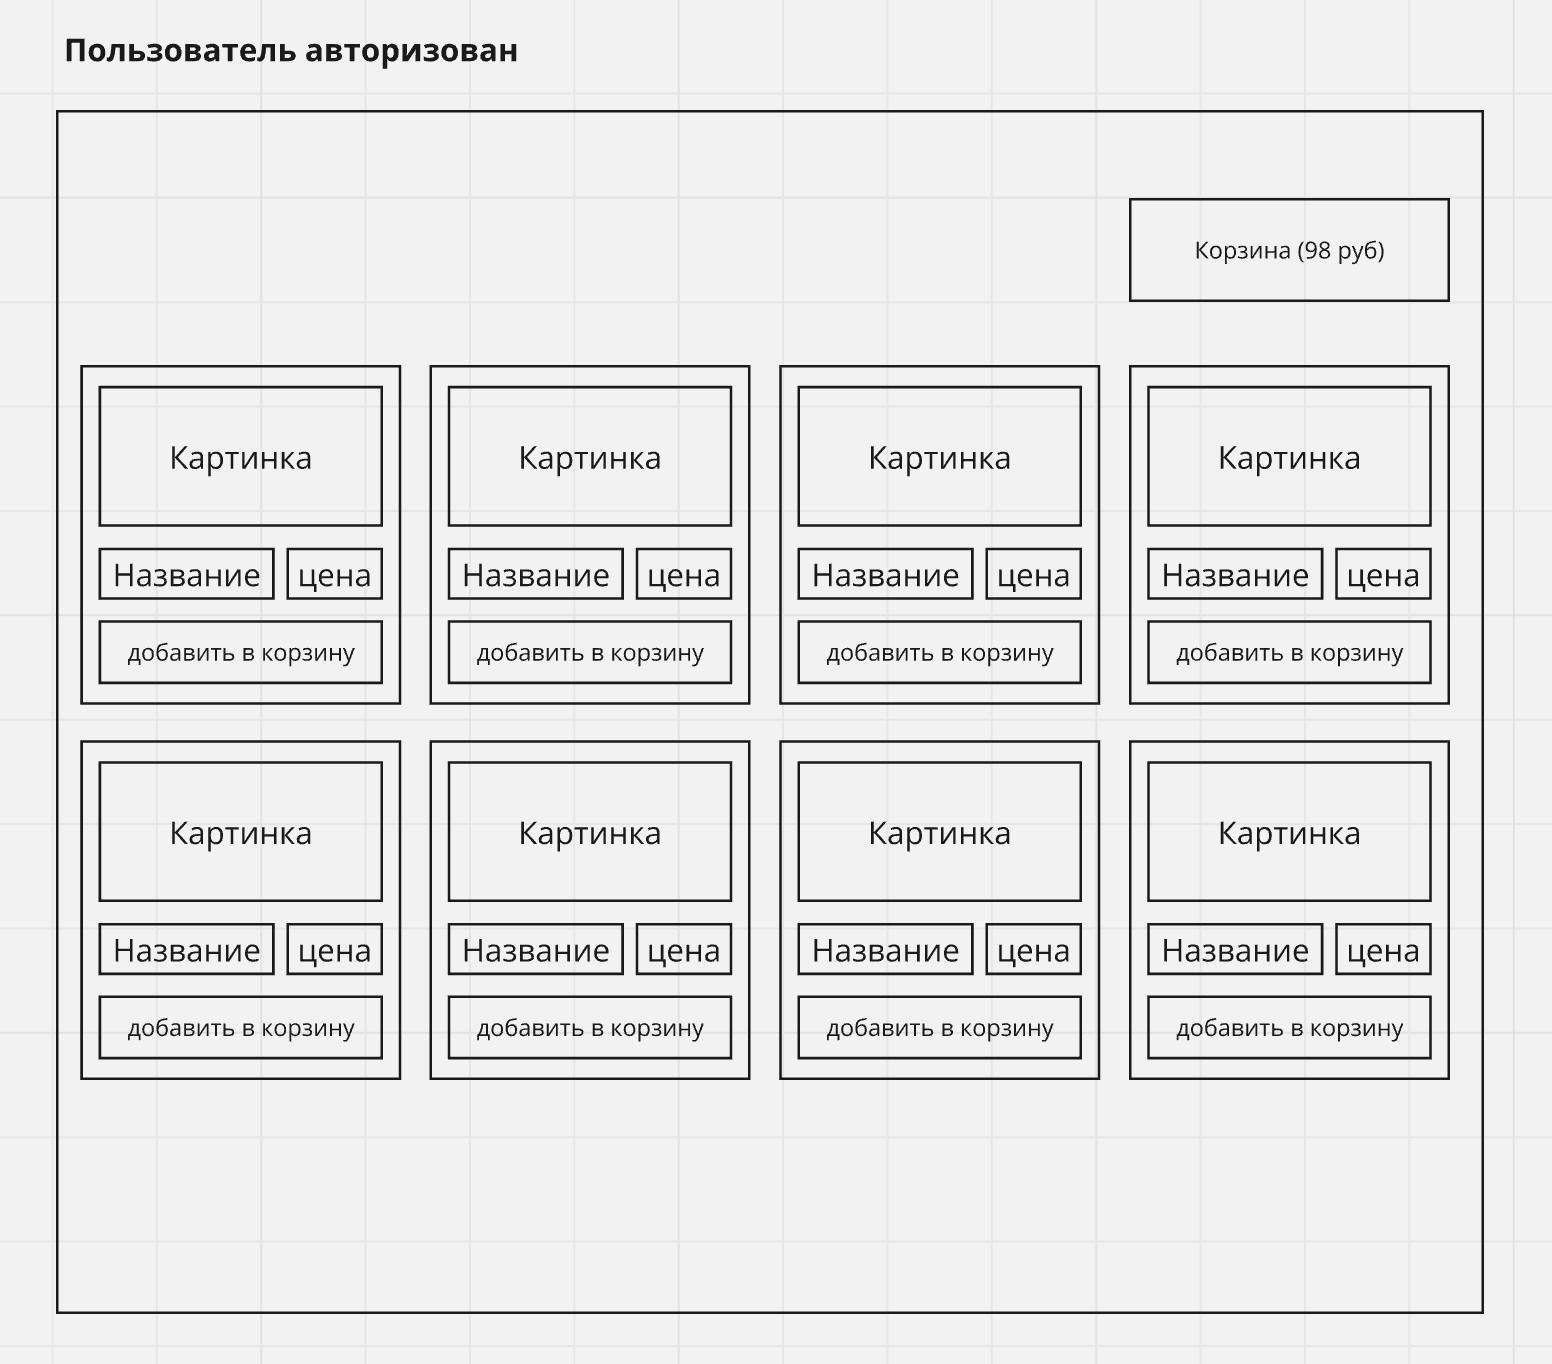 Пользователь авторизован
Корзина (98 руб)
Картинка Картинка Картинка Картинка
Название цена Название цена Название цена Название цена
добавить в корзину добавить в корзину добавить в корзину добавить в корзину
Картинка Картинка Картинка Картинка
Название цена Название цена Название цена Название цена
добавить в корзину добавить в корзину добавить в корзину добавить в корзину